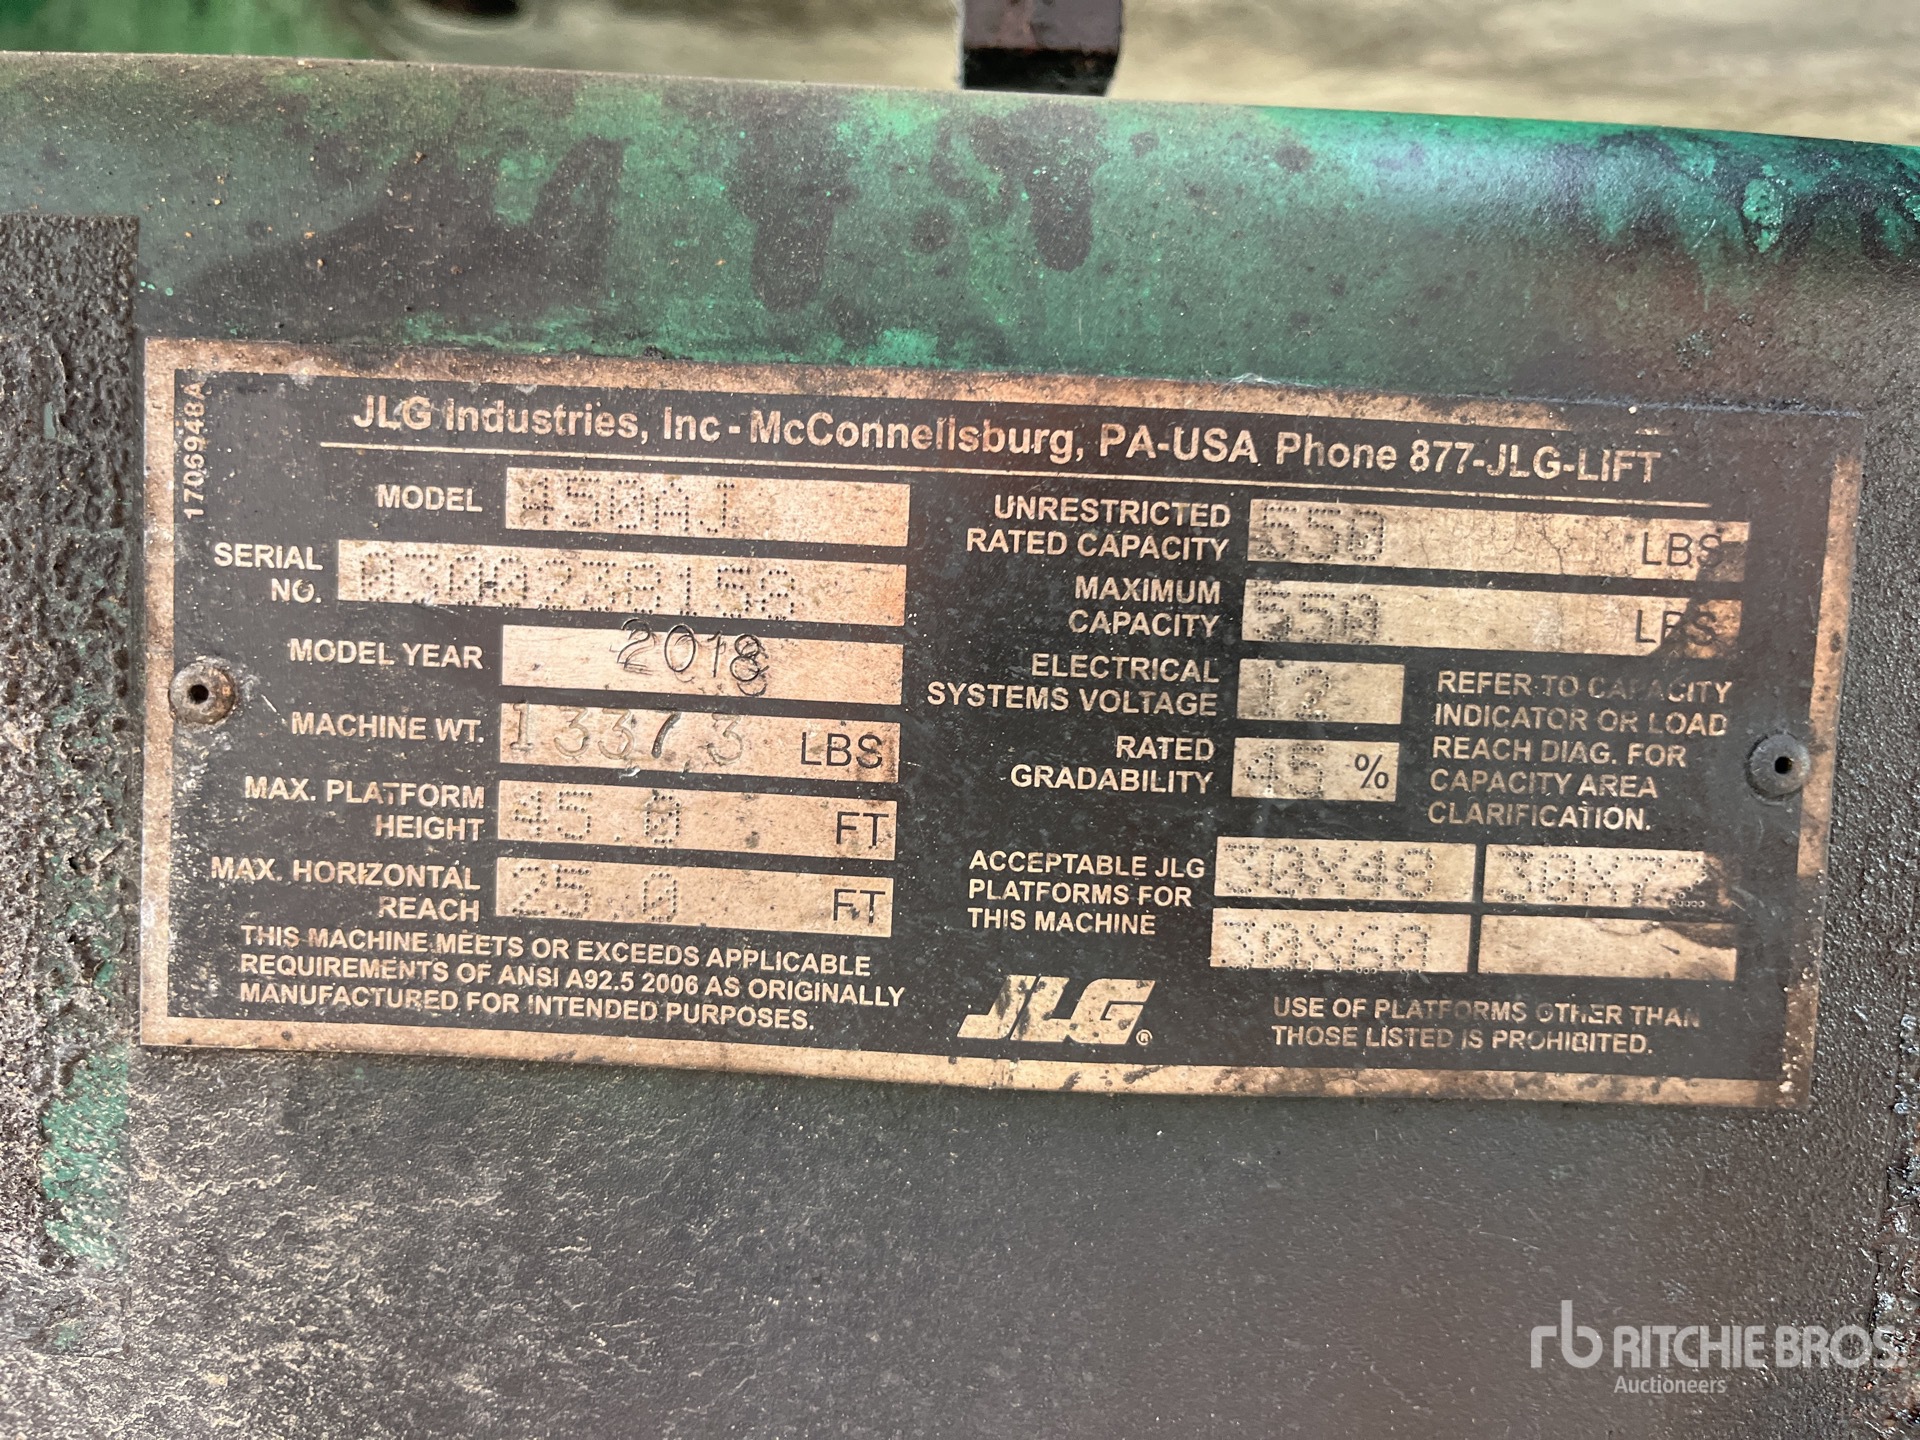 JLG Industries, Inc - McConnellsburg, PA-USA Phone 877-JLG-LIFT
1706948A
MODEL 450AJ
SERIAL NO. 0300238158
MODEL YEAR 2018
MACHINE WT. 13373 LBS
MAX. PLATFORM HEIGHT 45.0 FT
MAX. HORIZONTAL REACH 25.0 FT
THIS MACHINE MEETS OR EXCEEDS APPLICABLE
REQUIREMENTS OF ANSI A92.5 2006 AS ORIGINALLY
MANUFACTURED FOR INTENDED PURPOSES.
UNRESTRICTED RATED CAPACITY 550 LBS
MAXIMUM CAPACITY 550 LBS
ELECTRICAL SYSTEMS VOLTAGE 12
RATED GRADABILITY 45 %
REFER TO CAPACITY
INDICATOR OR LOAD
REACH DIAG. FOR
CAPACITY AREA
CLARIFICATION.
ACCEPTABLE JLG PLATFORMS FOR THIS MACHINE
30X48 30X72
30X60
JLG®
USE OF PLATFORMS OTHER THAN
THOSE LISTED IS PROHIBITED.
rb RITCHIE BROS.
Auctioneers